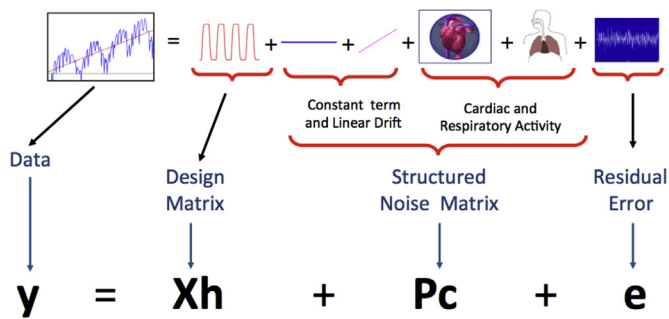 = + + + + +
Constant term
and Linear Drift
Cardiac and
Respiratory Activity
Data
Design
Matrix
Structured
Noise Matrix
Residual
Error
y = Xh + Pc + e